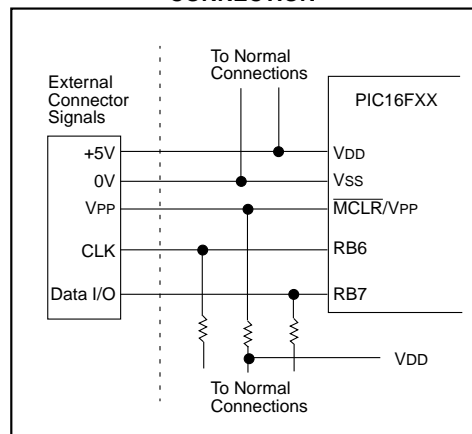 CONNECTION
To Normal
Connections
External
Connector
Signals
PIC16FXX
+5V
VDD
0V
VSS
VPP
MCLR/VPP
CLK
RB6
Data I/O
RB7
VDD
To Normal
Connections